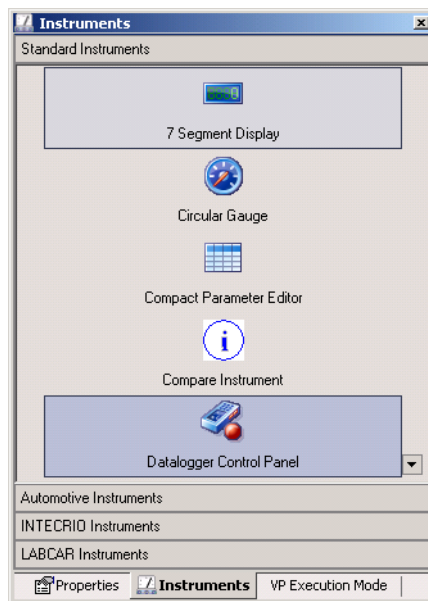 Instruments
Standard Instruments
7 Segment Display
Circular Gauge
Compact Parameter Editor
i
Compare Instrument
Datalogger Control Panel
Automotive Instruments
INTECRIO Instruments
LABCAR Instruments
Properties Instruments VP Execution Mode